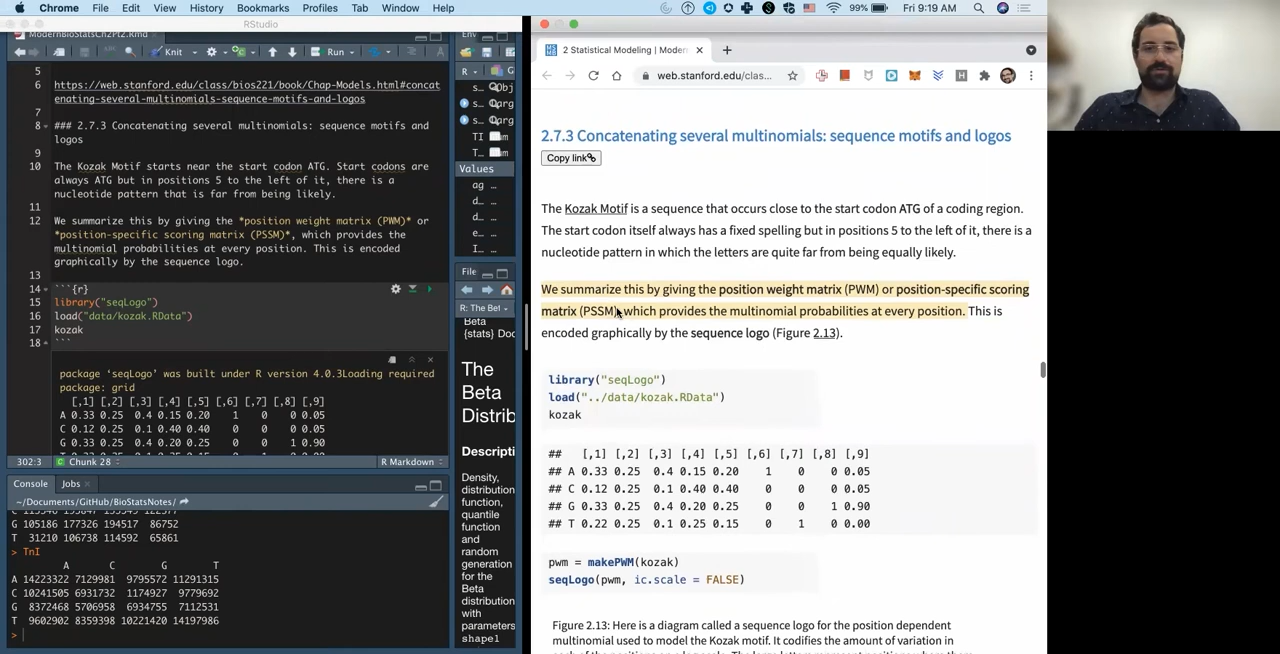 Chrome File Edit View History Bookmarks Profiles Tab Window Help 99% Fri 9:19 AM
RStudio
ModernBioStatsCh2Pt2.Rmd
Knit Run
5
6 https://web.stanford.edu/class/bios221/book/Chap-Models.html#concat
enating-several-multinomials-sequence-motifs-and-logos
7
8 ### 2.7.3 Concatenating several multinomials: sequence motifs and
logos
9
10 The Kozak Motif starts near the start codon ATG. Start codons are
always ATG but in positions 5 to the left of it, there is a
nucleotide pattern that is far from being likely.
11
12 We summarize this by giving the *position weight matrix (PWM)* or
*position-specific scoring matrix (PSSM)*, which provides the
multinomial probabilities at every position. This is encoded
graphically by the sequence logo.
13
14 ```{r}
15 library("seqLogo")
16 load("data/kozak.RData")
17 kozak
18 ```
package ‘seqLogo’ was built under R version 4.0.3Loading required
package: grid
[,1] [,2] [,3] [,4] [,5] [,6] [,7] [,8] [,9]
A 0.33 0.25 0.4 0.15 0.20 1 0 0 0.05
C 0.12 0.25 0.1 0.40 0.40 0 0 0 0.05
G 0.33 0.25 0.4 0.20 0.25 0 0 1 0.90
302:3 Chunk 28 R Markdown
Console Jobs
~/Documents/GitHub/BioStatsNotes/
G 105186 177326 194517 86752
T 31210 106738 114592 65861
> TnI
A C G T
A 14223322 7129981 9795572 11291315
C 10241505 6931732 1174927 9779692
G 8372468 5706958 6934755 7112531
T 9602902 8359398 10221420 14197986
>
Env
R G
s… Obj
s… arg
s… arg
TI
T…
Values
ag …
d… …
d… …
e… …
I… …
File
R: The Bet
Beta
{stats} Doc
The
Beta
Distrib
Descripti
Density,
distribution
function,
quantile
function
and
random
generation
for the
Beta
distribution
with
parameters
shape1
2 Statistical Modeling | Moder
web.stanford.edu/clas...
2.7.3 Concatenating several multinomials: sequence motifs and logos
Copy link
The Kozak Motif is a sequence that occurs close to the start codon ATG of a coding region.
The start codon itself always has a fixed spelling but in positions 5 to the left of it, there is a
nucleotide pattern in which the letters are quite far from being equally likely.
We summarize this by giving the position weight matrix (PWM) or position-specific scoring
matrix (PSSM), which provides the multinomial probabilities at every position. This is
encoded graphically by the sequence logo (Figure 2.13).
library("seqLogo")
load("../data/kozak.RData")
kozak
## [,1] [,2] [,3] [,4] [,5] [,6] [,7] [,8] [,9]
## A 0.33 0.25 0.4 0.15 0.20 1 0 0 0.05
## C 0.12 0.25 0.1 0.40 0.40 0 0 0 0.05
## G 0.33 0.25 0.4 0.20 0.25 0 0 1 0.90
## T 0.22 0.25 0.1 0.25 0.15 0 1 0 0.00
pwm = makePWM(kozak)
seqLogo(pwm, ic.scale = FALSE)
Figure 2.13: Here is a diagram called a sequence logo for the position dependent
multinomial used to model the Kozak motif. It codifies the amount of variation in